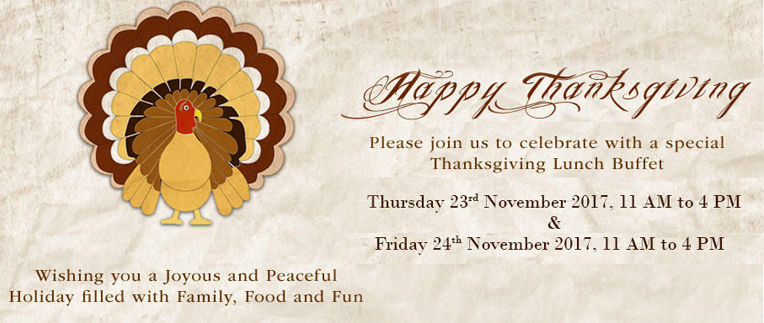 Happy Thanksgiving
Please join us to celebrate with a special
Thanksgiving Lunch Buffet
Thursday 23rd November 2017, 11 AM to 4 PM
&
Friday 24th November 2017, 11 AM to 4 PM
Wishing you a Joyous and Peaceful
Holiday filled with Family, Food and Fun